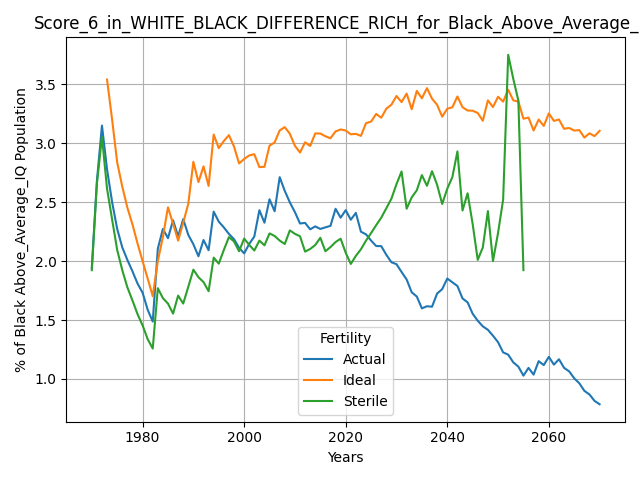 Score_6_in_WHITE_BLACK_DIFFERENCE_RICH_for_Black_Above_Average_
% of Black Above_Average_IQ Population
3.5
3.0
2.5
2.0
1.5
1.0
Fertility
Actual
Ideal
Sterile
1980 2000 2020 2040 2060
Years